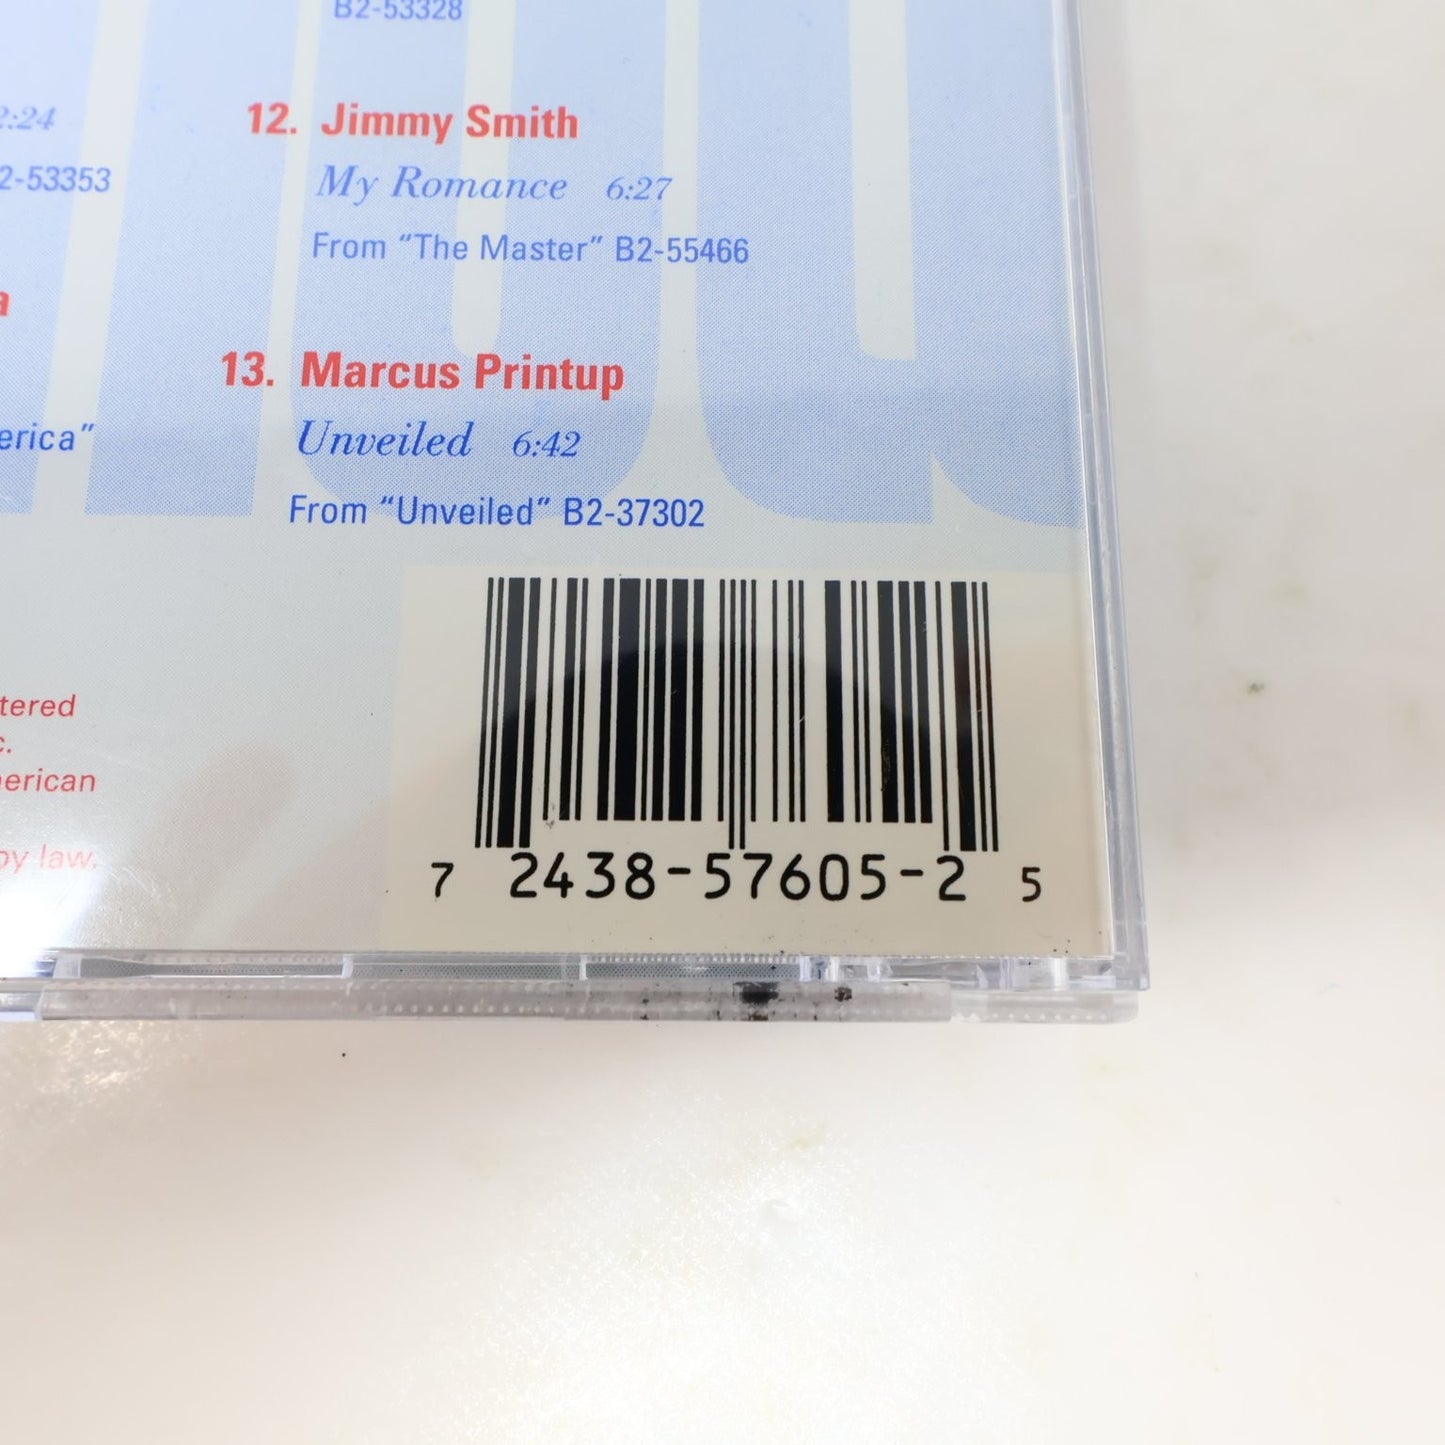 B2-53328
2:24
2-53353
12. Jimmy Smith
My Romance 6:27
From "The Master" B2-55466
13. Marcus Printup
Unveiled 6:42
erica"
From "Unveiled" B2-37302
tered
c.
erican
by law.
7 2438-57605-2 5